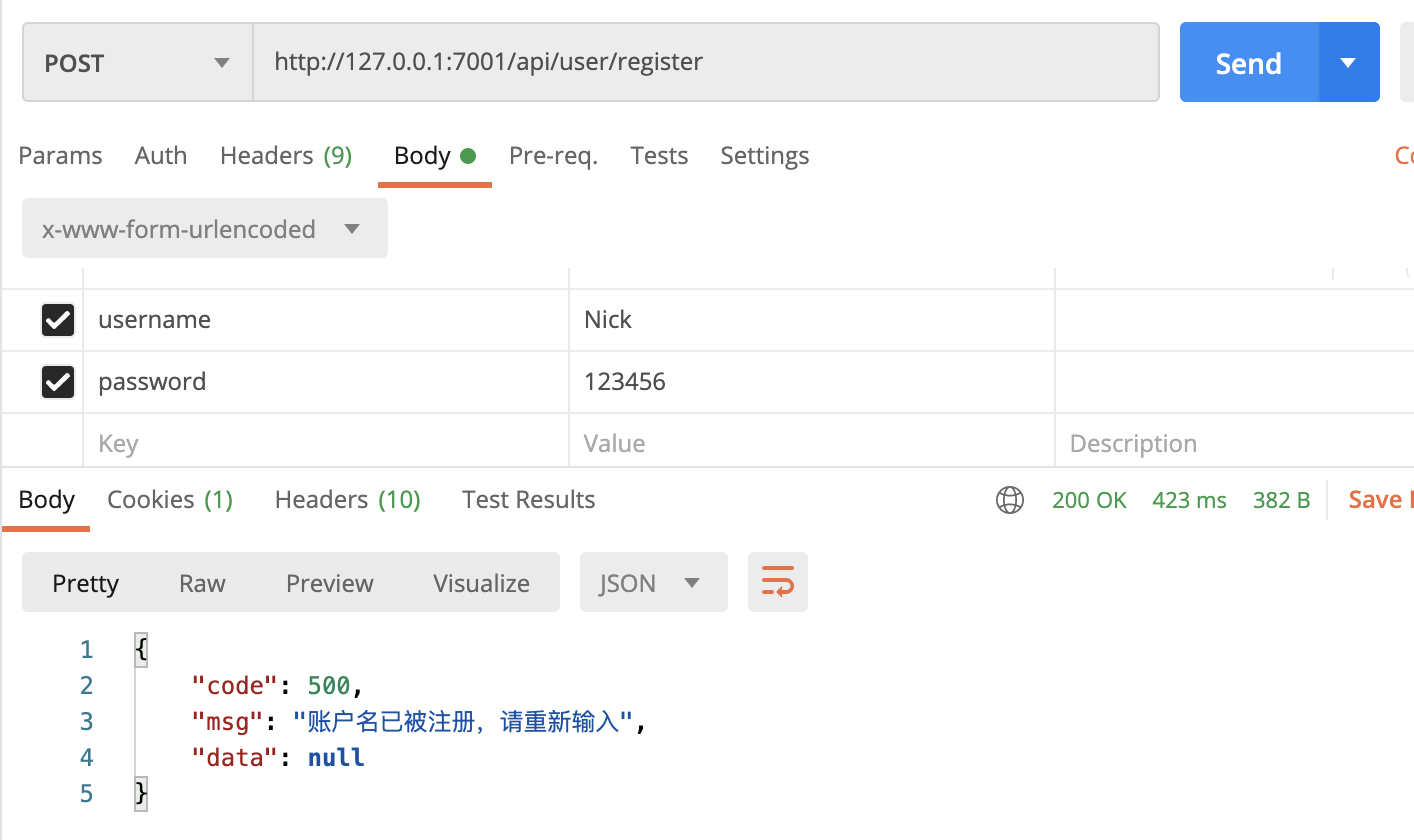 POST http://127.0.0.1:7001/api/user/register Send
Params Auth Headers (9) Body Pre-req. Tests Settings Co
x-www-form-urlencoded
username Nick
password 123456
Key Value Description
Body Cookies (1) Headers (10) Test Results 200 OK 423 ms 382 B Save
Pretty Raw Preview Visualize JSON
1 {
2 "code": 500,
3 "msg": "账户名已被注册，请重新输入",
4 "data": null
5 }